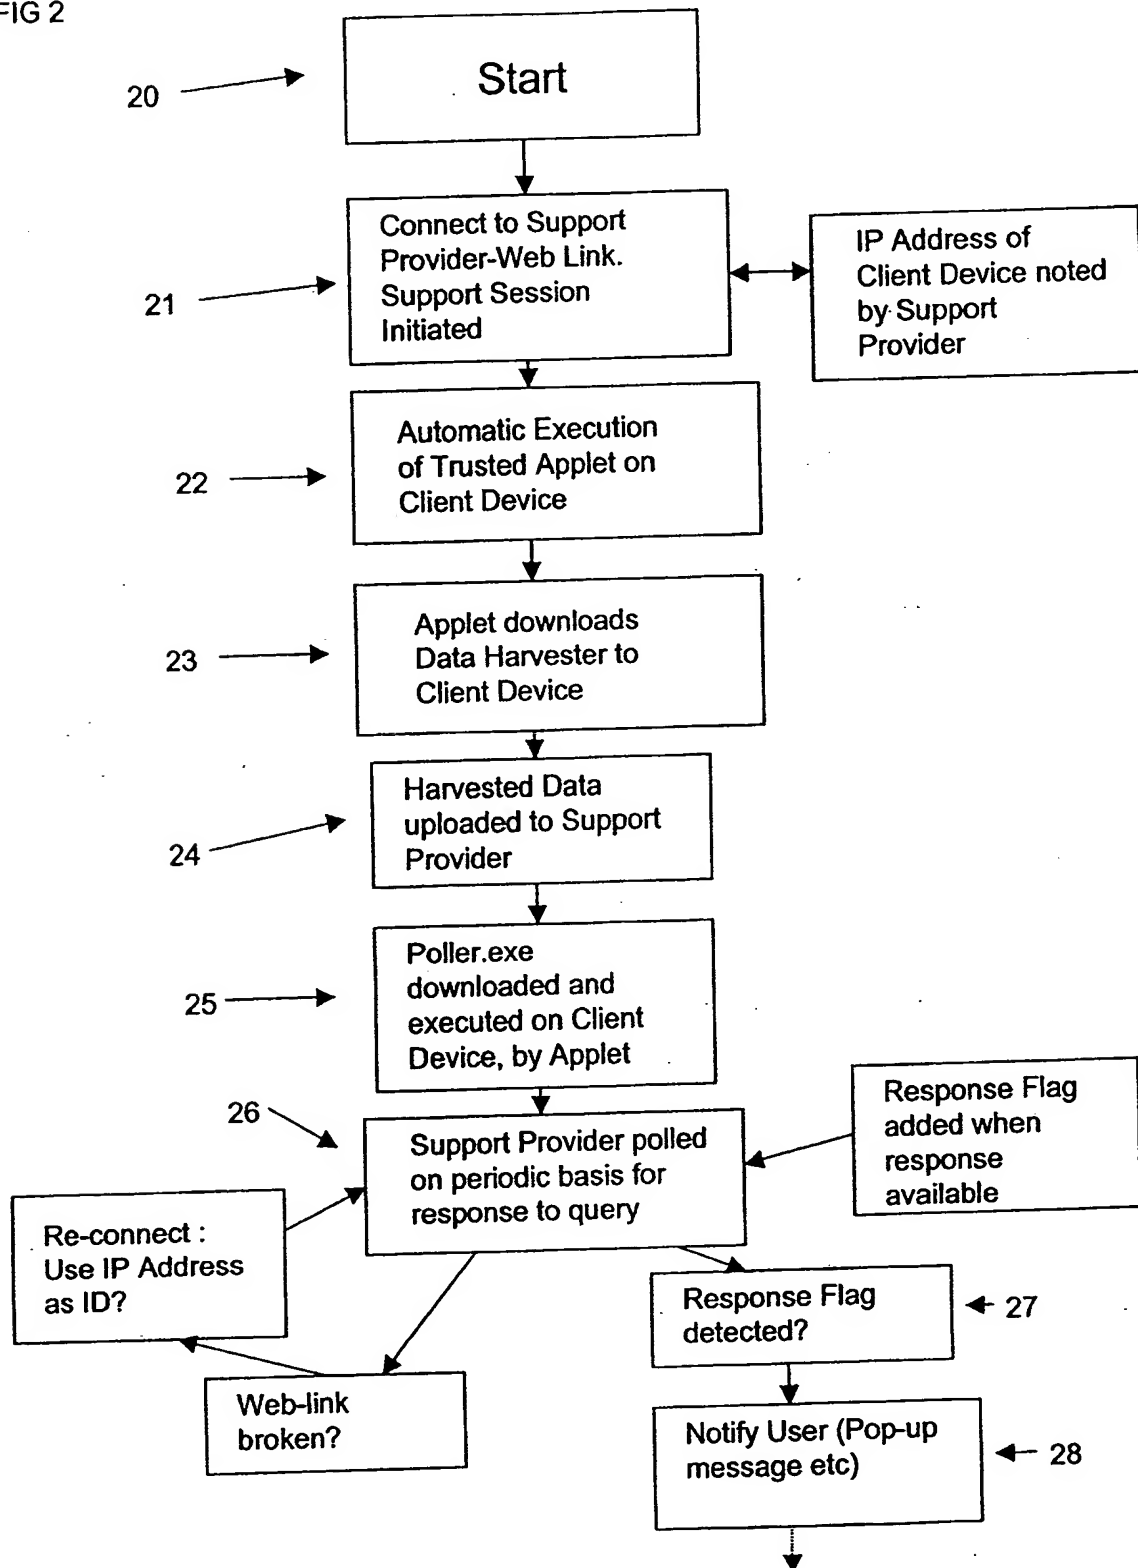 FIG 2
Start
20
Connect to Support
Provider-Web Link.
Support Session
Initiated
21
IP Address of
Client Device noted
by Support
Provider
Automatic Execution
of Trusted Applet on
Client Device
22
Applet downloads
Data Harvester to
Client Device
23
Harvested Data
uploaded to Support
Provider
24
Poller.exe
downloaded and
executed on Client
Device, by Applet
25
26
Support Provider polled
on periodic basis for
response to query
Response Flag
added when
response
available
Re-connect :
Use IP Address
as ID?
Response Flag
detected?
27
Web-link
broken?
Notify User (Pop-up
message etc)
28